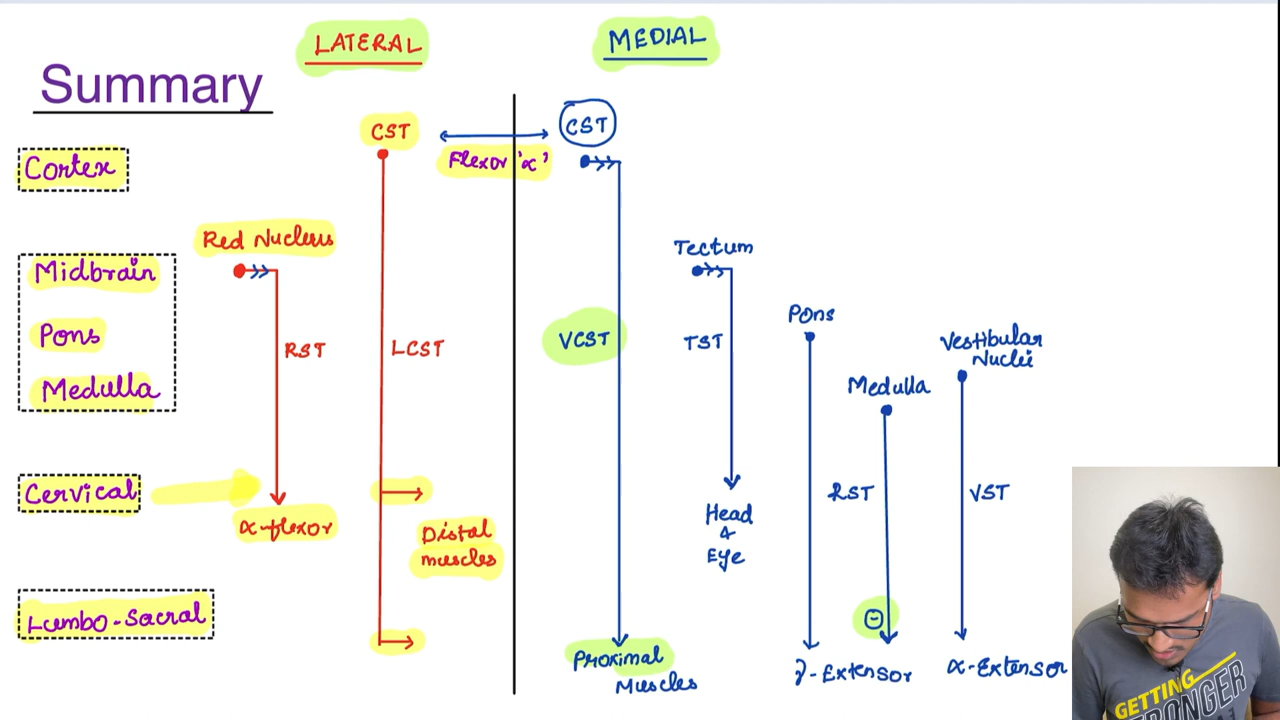 LATERAL
MEDIAL
Summary
CST
CST
Flexor 'α'
Cortex
Red Nucleus
Tectum
Midbrain
Pons
Pons
RST
LCST
VCST
TST
Vestibular
Nuclei
Medulla
Medulla
Cervical
RST
VST
α-flexor
Distal
muscles
Head
&
Eye
Lumbo-Sacral
⊖
Proximal
Muscles
γ-Extensor
α-Extensor
GETTING
STRONGER